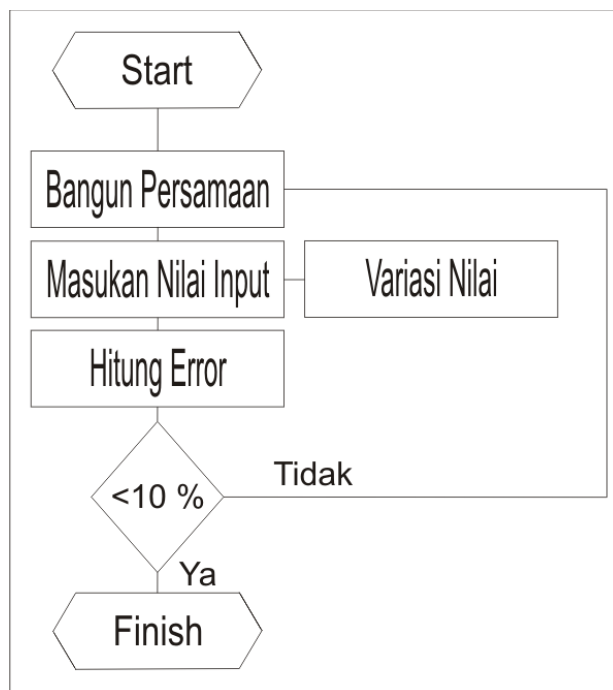 Start
Bangun Persamaan
Masukan Nilai Input
Variasi Nilai
Hitung Error
<10 %
Tidak
Ya
Finish